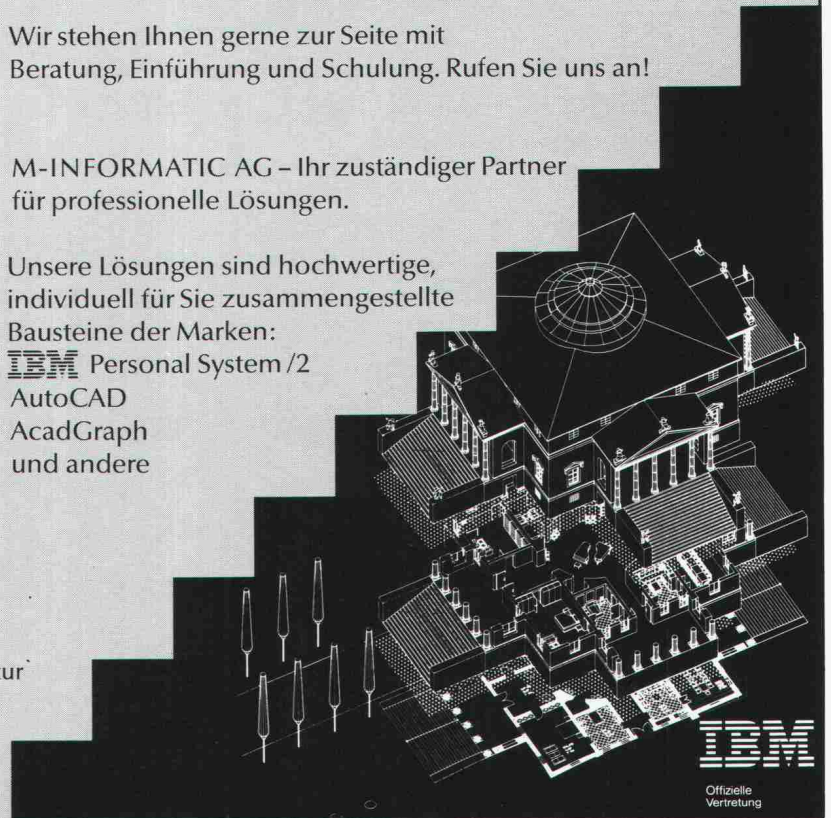 Wir stehen Ihnen gerne zur Seite mit
Beratung, Einführung und Schulung. Rufen Sie uns an!
M-INFORMATIC AG – Ihr zuständiger Partner
für professionelle Lösungen.
Unsere Lösungen sind hochwertige,
individuell für Sie zusammengestellte
Bausteine der Marken:
IBM Personal System/2
AutoCAD
AcadGraph
und andere
IBM
Offizielle
Vertretung